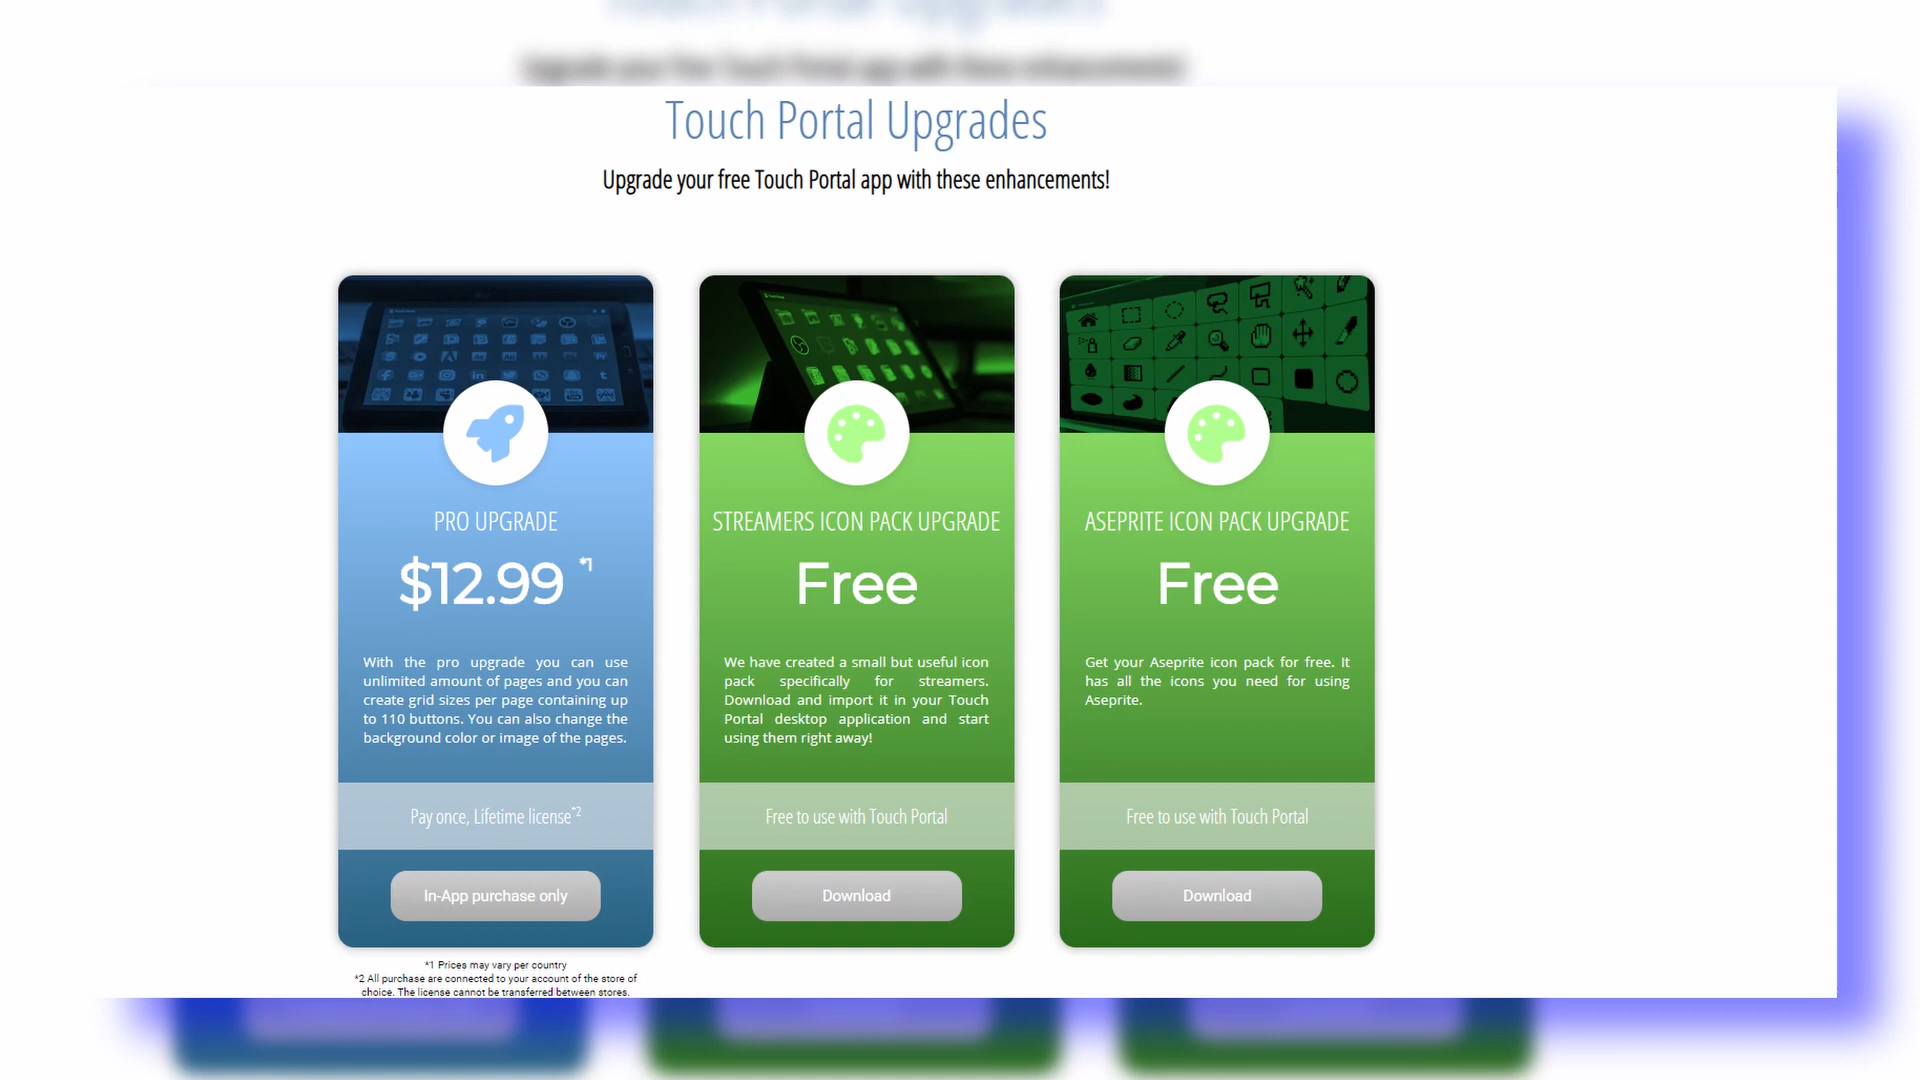 Touch Portal Upgrades
Upgrade your free Touch Portal app with these enhancements!
PRO UPGRADE
$12.99 *1
With the pro upgrade you can use
unlimited amount of pages and you can
create grid sizes per page containing up
to 110 buttons. You can also change the
background color or image of the pages.
Pay once, Lifetime license*2
In-App purchase only
*1 Prices may vary per country
*2 All purchase are connected to your account of the store of
choice. The license cannot be transferred between stores.
STREAMERS ICON PACK UPGRADE
Free
We have created a small but useful icon
pack specifically for streamers.
Download and import it in your Touch
Portal desktop application and start
using them right away!
Free to use with Touch Portal
Download
ASEPRITE ICON PACK UPGRADE
Free
Get your Aseprite icon pack for free. It
has all the icons you need for using
Aseprite.
Free to use with Touch Portal
Download